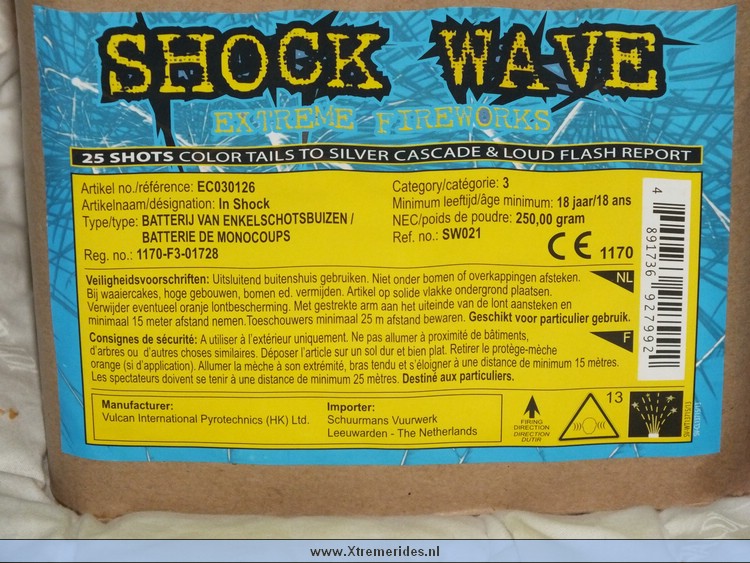 SHOCK WAVE
EXTREME FIREWORKS
25 SHOTS COLOR TAILS TO SILVER CASCADE & LOUD FLASH REPORT
Artikel no./référence: EC030126
Artikelnaam/désignation: In Shock
Type/type: BATTERIJ VAN ENKELSCHOTSBUIZEN /
BATTERIE DE MONOCOUPS
Reg. no.: 1170-F3-01728
Category/catégorie: 3
Minimum leeftijd/âge minimum: 18 jaar/18 ans
NEC/poids de poudre: 250,00 gram
Ref. no.: SW021
CE 1170
4 891736 927992
Veiligheidsvoorschriften: Uitsluitend buitenshuis gebruiken. Niet onder bomen of overkappingen afsteken.
Bij waaiercakes, hoge gebouwen, bomen ed. vermijden. Artikel op solide vlakke ondergrond plaatsen.
Verwijder eventueel oranje lontbescherming. Met gestrekte arm aan het uiteinde van de lont aansteken en
minimaal 15 meter afstand nemen.Toeschouwers minimaal 25 m afstand bewaren. Geschikt voor particulier gebruik.
NL
Consignes de sécurité: A utiliser à l'extérieur uniquement. Ne pas allumer à proximité de bâtiments,
d'arbres ou d'autres choses similaires. Déposer l'article sur un sol dur et bien plat. Retirer le protège-mèche
orange (si d'application). Allumer la mèche à son extrémité, bras tendu et s'éloigner à une distance de minimum 15 mètres.
Les spectateurs doivent se tenir à une distance de minimum 25 mètres. Destiné aux particuliers.
F
Manufacturer:
Vulcan International Pyrotechnics (HK) Ltd.
Importer:
Schuurmans Vuurwerk
Leeuwarden - The Netherlands
FIRING
DIRECTION
DIRECTION
DUTIR
13
www.Xtremerides.nl